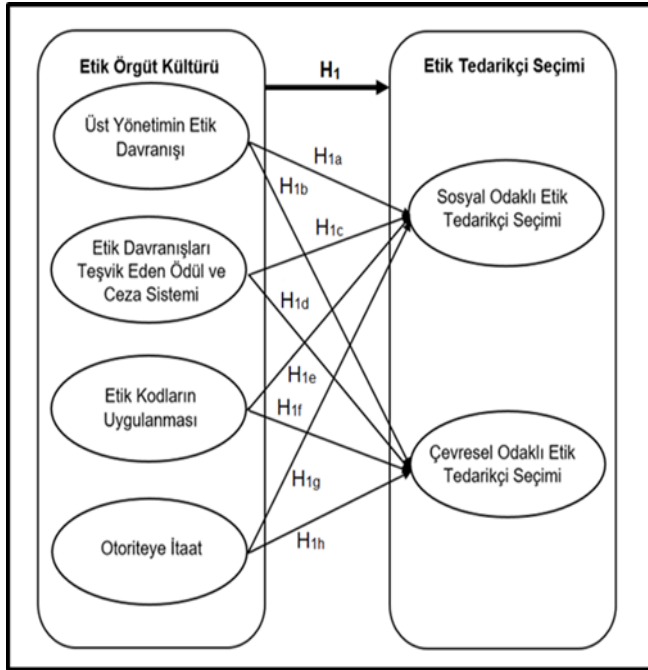 Etik Örgüt Kültürü
H1
Etik Tedarikçi Seçimi
Üst Yönetimin Etik
Davranışı
H1a
H1b
Sosyal Odaklı Etik
Tedarikçi Seçimi
H1c
Etik Davranışları
Teşvik Eden Ödül ve
Ceza Sistemi
H1d
H1e
Etik Kodların
Uygulanması
H1f
Çevresel Odaklı Etik
Tedarikçi Seçimi
H1g
Otoriteye İtaat
H1h